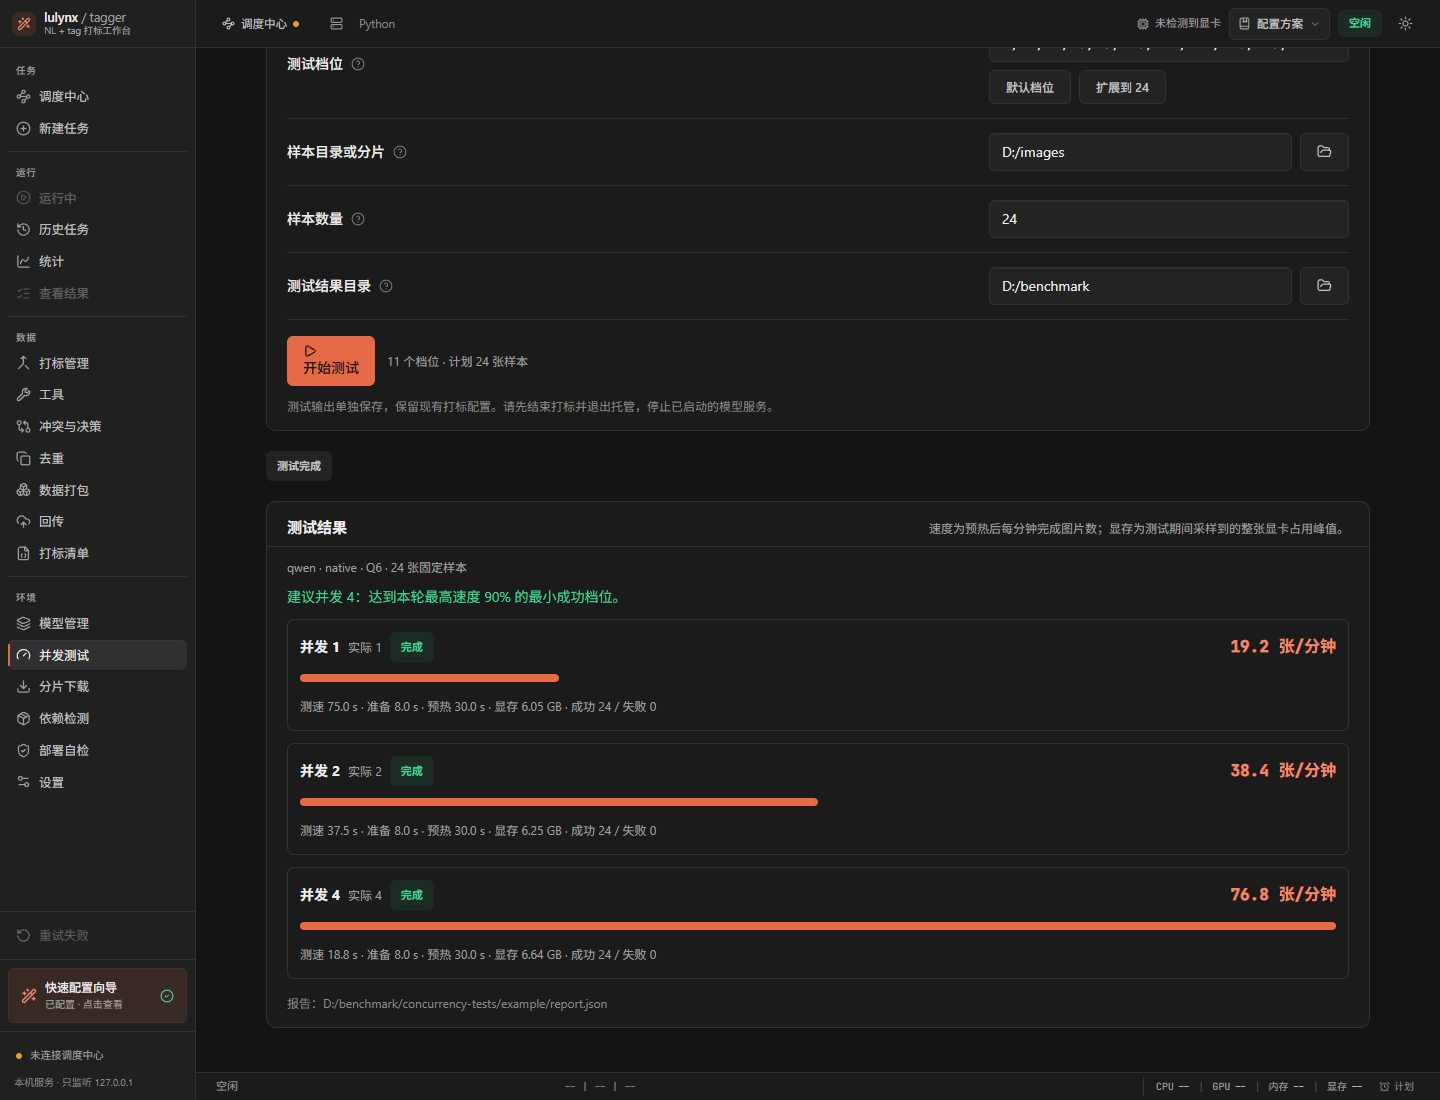 lulynx / tagger
NL + tag 打标工作台
调度中心
Python
未检测到显卡
配置方案
空闲
任务
调度中心
新建任务
运行
运行中
历史任务
统计
查看结果
数据
打标管理
工具
冲突与决策
去重
数据打包
回传
打标清单
环境
模型管理
并发测试
分片下载
依赖检测
部署自检
设置
重试失败
快速配置向导
已配置 · 点击查看
未连接调度中心
本机服务 · 只监听 127.0.0.1
测试档位
默认档位
扩展到 24
样本目录或分片
D:/images
样本数量
24
测试结果目录
D:/benchmark
开始测试
11 个档位 · 计划 24 张样本
测试输出单独保存，保留现有打标配置。请先结束打标并退出托管，停止已启动的模型服务。
测试完成
测试结果
速度为预热后每分钟完成图片数；显存为测试期间采样到的整张显卡占用峰值。
qwen · native · Q6 · 24 张固定样本
建议并发 4：达到本轮最高速度 90% 的最小成功档位。
并发 1 实际 1 完成 19.2 张/分钟
测速 75.0 s · 准备 8.0 s · 预热 30.0 s · 显存 6.05 GB · 成功 24 / 失败 0
并发 2 实际 2 完成 38.4 张/分钟
测速 37.5 s · 准备 8.0 s · 预热 30.0 s · 显存 6.25 GB · 成功 24 / 失败 0
并发 4 实际 4 完成 76.8 张/分钟
测速 18.8 s · 准备 8.0 s · 预热 30.0 s · 显存 6.64 GB · 成功 24 / 失败 0
报告：D:/benchmark/concurrency-tests/example/report.json
空闲
-- | -- | --
CPU -- | GPU -- | 内存 -- | 显存 -- 计划